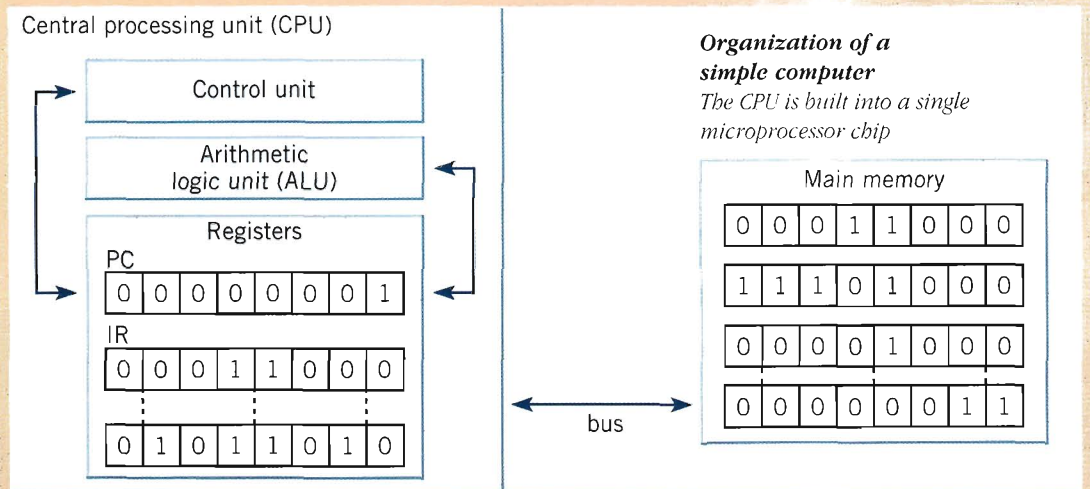 Central processing unit (CPU)
Control unit
Arithmetic
logic unit (ALU)
Registers
PC
0 0 0 0 0 0 0 1
IR
0 0 0 1 1 0 0 0
0 1 0 1 1 0 1 0
bus
Organization of a
simple computer
The CPU is built into a single
microprocessor chip
Main memory
0 0 0 1 1 0 0 0
1 1 1 0 1 0 0 0
0 0 0 0 1 0 0 0
0 0 0 0 0 0 1 1